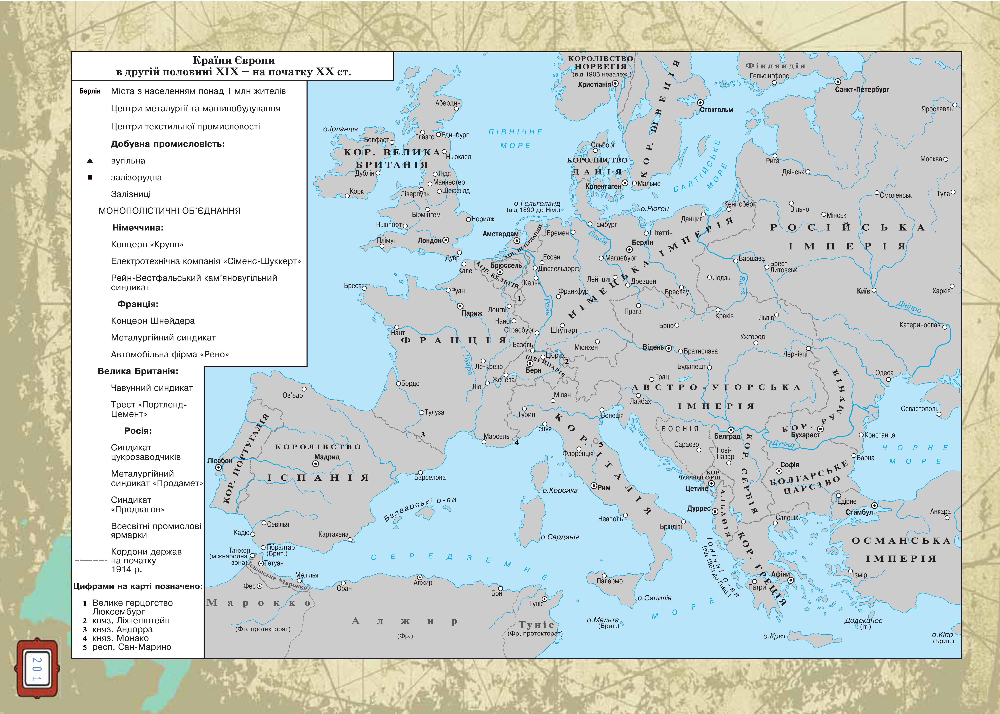 Країни Європи
в другій половині XIX – на початку XX ст.
Берлін Міста з населенням понад 1 млн жителів
Центри металургії та машинобудування
Центри текстильної промисловості
Добувна промисловість:
вугільна
залізорудна
Залізниці
МОНОПОЛІСТИЧНІ ОБ’ЄДНАННЯ
Німеччина:
Концерн «Крупп»
Електротехнічна компанія «Сіменс-Шуккерт»
Рейн-Вестфальський кам’яновугільний
синдикат
Франція:
Концерн Шнейдера
Металургійний синдикат
Автомобільна фірма «Рено»
Велика Британія:
Чавунний синдикат
Трест «Портленд-
Цемент»
Росія:
Синдикат
цукрозаводчиків
Металургійний
синдикат «Продамет»
Синдикат
«Продвагон»
Всесвітні промислові
ярмарки
Кордони держав
на початку
1914 р.
Цифрами на карті позначено:
1 Велике герцогство
Люксембург
2 княз. Ліхтенштейн
3 княз. Андорра
4 княз. Монако
5 респ. Сан-Марино
201
КОРОЛІВСТВО
НОРВЕГІЯ
(від 1905 незалеж.)
Христіанія
КОР. ШВЕЦІЯ
Стокгольм
Мальме
Фінляндія
Гельсінгфорс
Санкт-Петербург
Ярославль
Москва
Тула
Смоленськ
Рига
Двінськ
Вільно
Мінськ
РОСІЙСЬКА
ІМПЕРІЯ
Варшава
Брест-
Литовськ
Лодзь
Вісла
Київ
Харків
Дніпро
Катеринослав
Одеса
Севастополь
о.Ірландія
Белфаст
Абердин
Глазго
Единбург
КОР. ВЕЛИКА
БРИТАНІЯ
Ньюкасл
Дублін
Лідс
Манчестер
Шеффілд
Ліверпуль
Корк
Бірмінгем
Норидж
Ньюпорт
Плімут
Лондон
Дувр
ПІВНІЧНЕ
МОРЕ
о.Гельголанд
(від 1890 до Нім.)
Ольборг
КОРОЛІВСТВО
ДАНІЯ
Копенгаген
БАЛТІЙСЬКЕ
МОРЕ
о.Рюген
Кенігсберг
Данциг
Штеттін
Гамбург
Бремен
Ельба
Берлін
Магдебург
НІМЕЦЬКА ІМПЕРІЯ
Ессен
Дюссельдорф
Кельн
Лейпциг
Дрезден
Бреслау
Франкфурт
Рейн
Штутгарт
Страсбург
Мюнхен
Амстердам
КОР. НІДЕРЛАНДИ
Брюссель
КОР. БЕЛЬГІЯ
1
Кале
Брест
Руан
Париж
Лонгві
Нансі
Нант
ФРАНЦІЯ
Луара
Ле-Крезо
Ліон
Бордо
Тулуза
Марсель
3
4
Базель
Цюрих
ШВЕЙЦАРІЯ
Берн
Женева
2
Прага
Брно
Краків
Львів
Ужгород
Чернівці
Відень
Братислава
Будапешт
Грац
Лайбах
АВСТРО-УГОРСЬКА
ІМПЕРІЯ
БОСНІЯ
Сараєво
Белград
Нові-
Пазар
КОР. СЕРБІЯ
КОР. РУМУНІЯ
Бухарест
Дунай
Констанца
Варна
ЧОРНЕ
МОРЕ
Софія
БОЛГАРСЬКЕ
ЦАРСТВО
КОР.
ЧОРНОГОРІЯ
Цетине
АЛБАНІЯ
Дуррес
Едірне
Стамбул
Анкара
Салоніки
ОСМАНСЬКА
ІМПЕРІЯ
Ізмір
КОР. ГРЕЦІЯ
Афіни
Патри
Іонічні о-ви
(від 1863 до Грец.)
Додеканес
(Іт.)
о.Крит
о.Кіпр
(Брит.)
Мілан
Турин
Венеція
Генуя
Флоренція
5
КОР. ІТАЛІЯ
Рим
Неаполь
Бріндізі
о.Корсика
о.Сардинія
Палермо
о.Сицилія
о.Мальта
(Брит.)
СЕРЕДЗЕМНЕ
МОРЕ
Ов’єдо
КОР. ПОРТУГАЛІЯ
Лісабон
КОРОЛІВСТВО
ІСПАНІЯ
Мадрид
Барселона
Балеарські о-ви
Севілья
Кадіс
Картахена
Гібралтар
(Брит.)
Танжер
(міжнародна
зона)
Тетуан
Іспанське Марокко
Мелілья
Фес
Марокко
(Фр. протекторат)
Оран
Алжир
Бон
Алжир
(Фр.)
Туніс
Туніс
(Фр. протекторат)